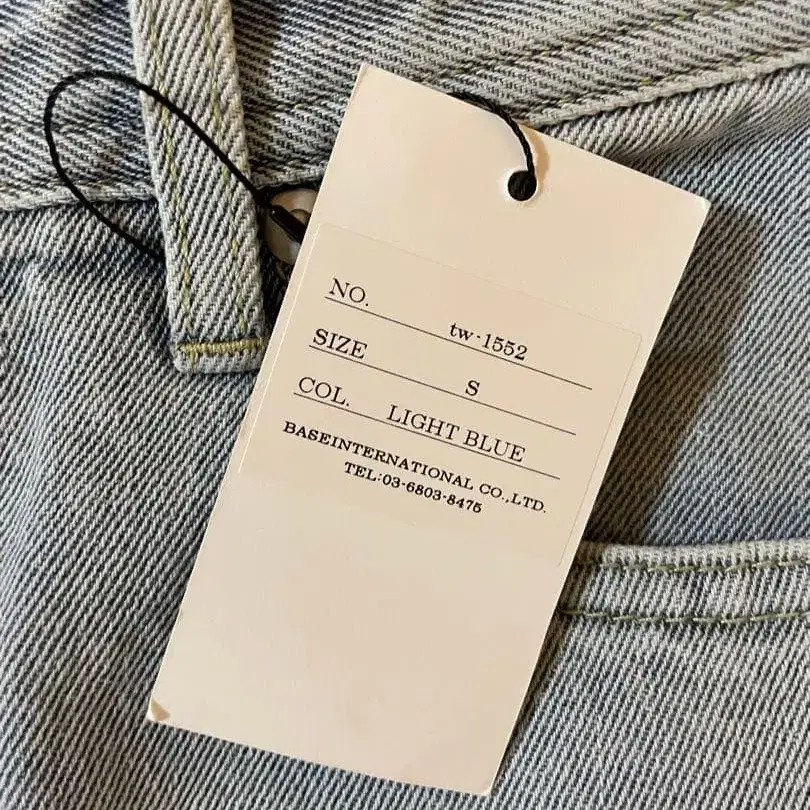 NO. tw-1552
SIZE S
COL. LIGHT BLUE
BASEINTERNATIONAL CO.,LTD.
TEL:03-6803-8475